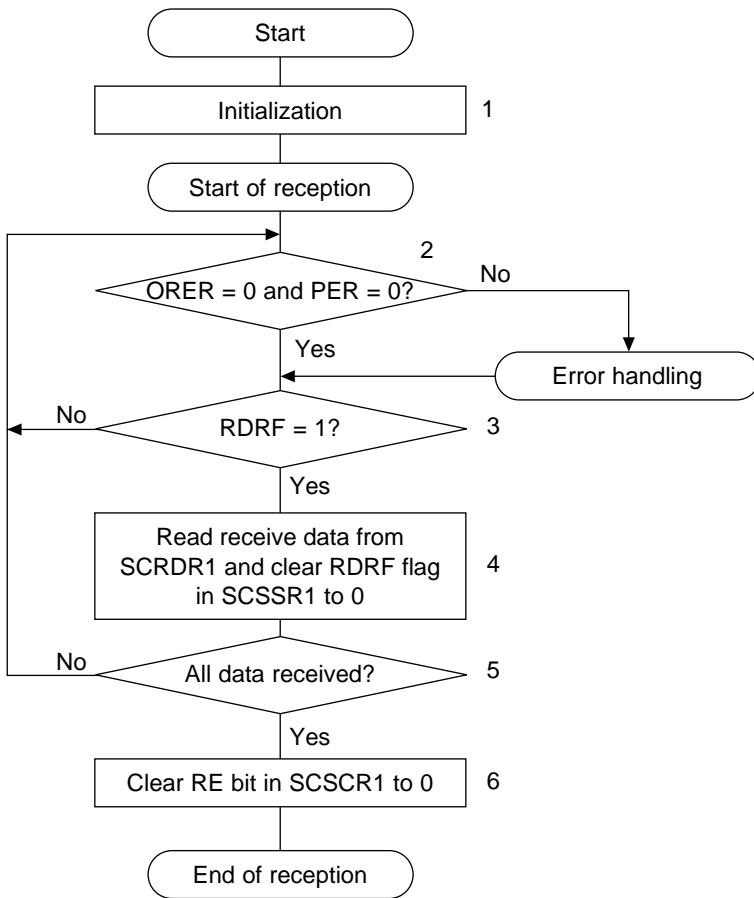 Start
Initialization
1
Start of reception
2
ORER = 0 and PER = 0?
No
Yes
Error handling
No
RDRF = 1?
3
Yes
Read receive data from
SCRDR1 and clear RDRF flag
in SCSSR1 to 0
4
No
All data received?
5
Yes
Clear RE bit in SCSCR1 to 0
6
End of reception